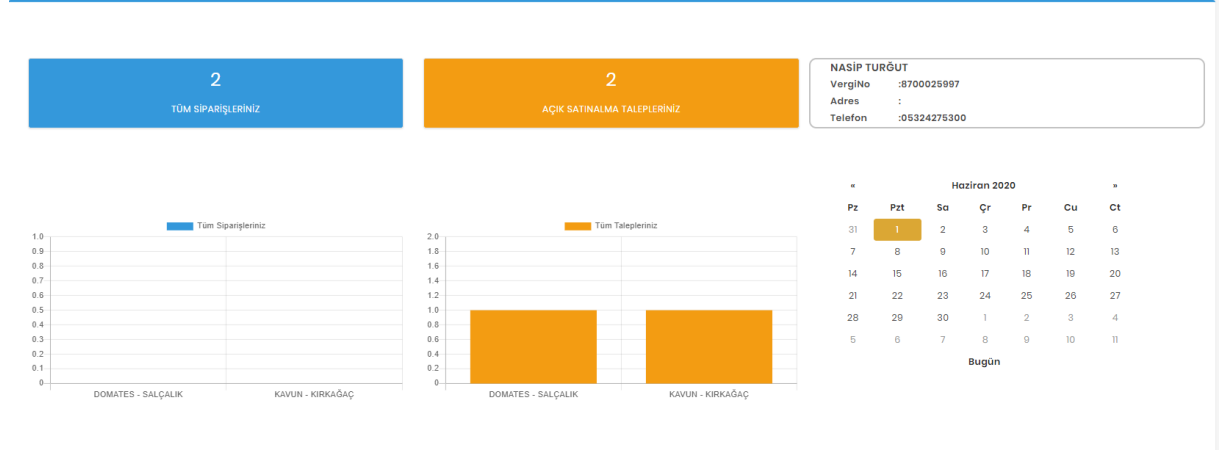 2
TÜM SİPARİŞLERİNİZ
2
AÇIK SATINALMA TALEPLERİNİZ
NASİP TURĞUT
VergiNo :8700025997
Adres :
Telefon :05324275300
Tüm Siparişleriniz
1.0
0.9
0.8
0.8
0.7
0.6
0.5
0.4
0.3
0.2
0.1
0
DOMATES - SALÇALIK KAVUN - KIRKAĞAÇ
Tüm Talepleriniz
2.0
1.8
1.6
1.4
1.2
1.0
0.8
0.6
0.4
0.2
0
DOMATES - SALÇALIK KAVUN - KIRKAĞAÇ
« Haziran 2020 »
Pz Pzt Sa Çr Pr Cu Ct
31 1 2 3 4 5 6
7 8 9 10 11 12 13
14 15 16 17 18 19 20
21 22 23 24 25 26 27
28 29 30 1 2 3 4
5 6 7 8 9 10 11
Bugün